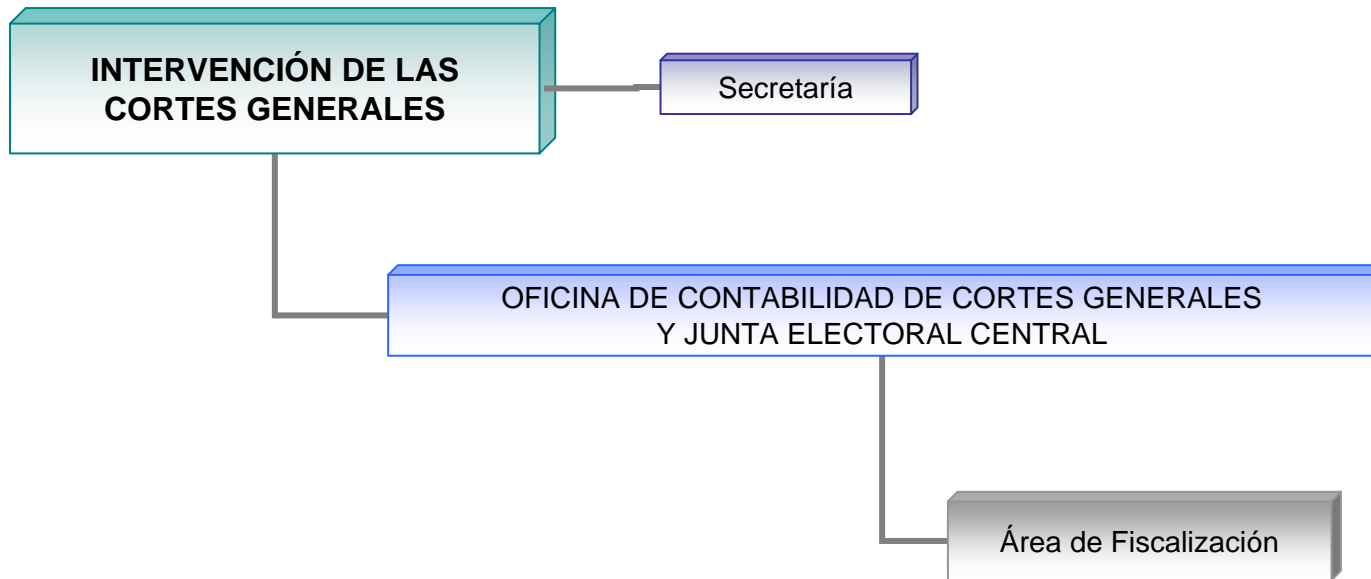 INTERVENCIÓN DE LAS
CORTES GENERALES
Secretaría
OFICINA DE CONTABILIDAD DE CORTES GENERALES
Y JUNTA ELECTORAL CENTRAL
Área de Fiscalización